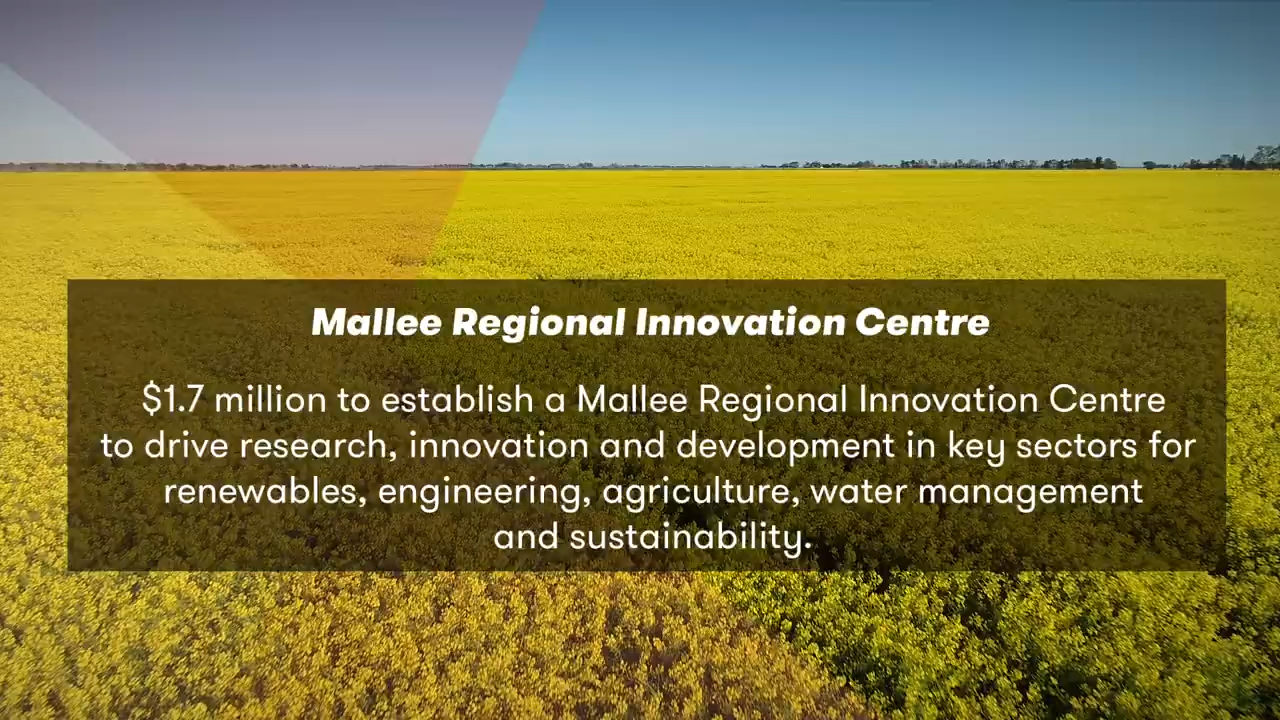 Mallee Regional Innovation Centre
$1.7 million to establish a Mallee Regional Innovation Centre
to drive research, innovation and development in key sectors for
renewables, engineering, agriculture, water management
and sustainability.